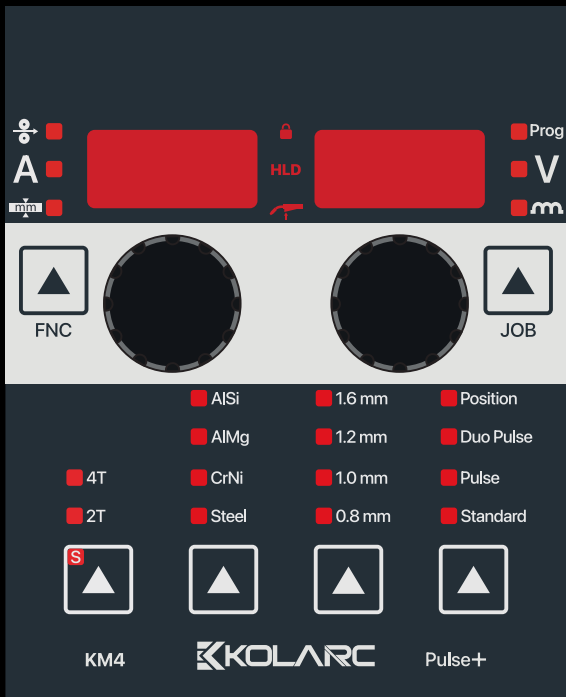 Prog
A
HLD
V
mm
FNC
JOB
AlSi
1.6 mm
Position
AlMg
1.2 mm
Duo Pulse
4T
CrNi
1.0 mm
Pulse
2T
Steel
0.8 mm
Standard
S
KM4
KOLARC
Pulse+